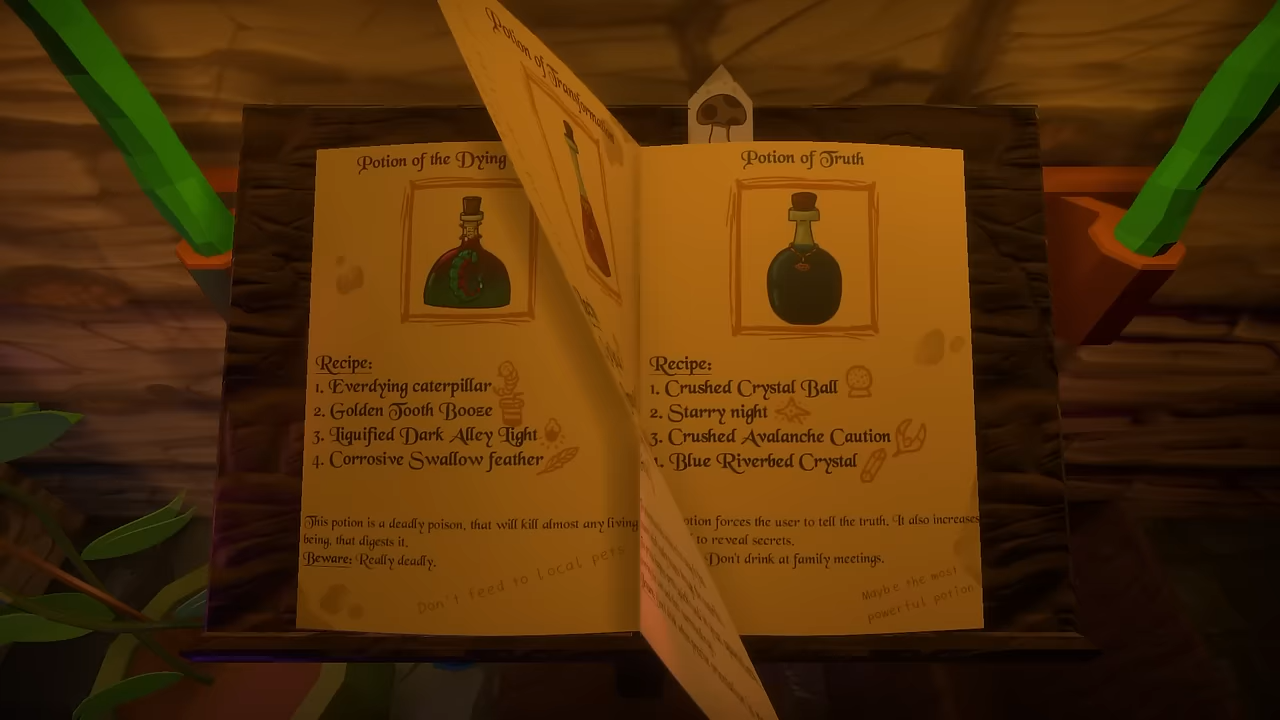 Potion of the Dying
Recipe:
1. Everdying caterpillar
2. Golden Tooth Booze
3. Liquified Dark Alley Light
4. Corrosive Swallow feather
This potion is a deadly poison, that will kill almost any living
being, that digests it.
Beware: Really deadly.
Don't feed to local pets
Potion of Transformation
Potion of Truth
Recipe:
1. Crushed Crystal Ball
2. Starry night
3. Crushed Avalanche Caution
. Blue Riverbed Crystal
otion forces the user to tell the truth. It also increases
to reveal secrets.
Don't drink at family meetings.
Maybe the most
powerful potion